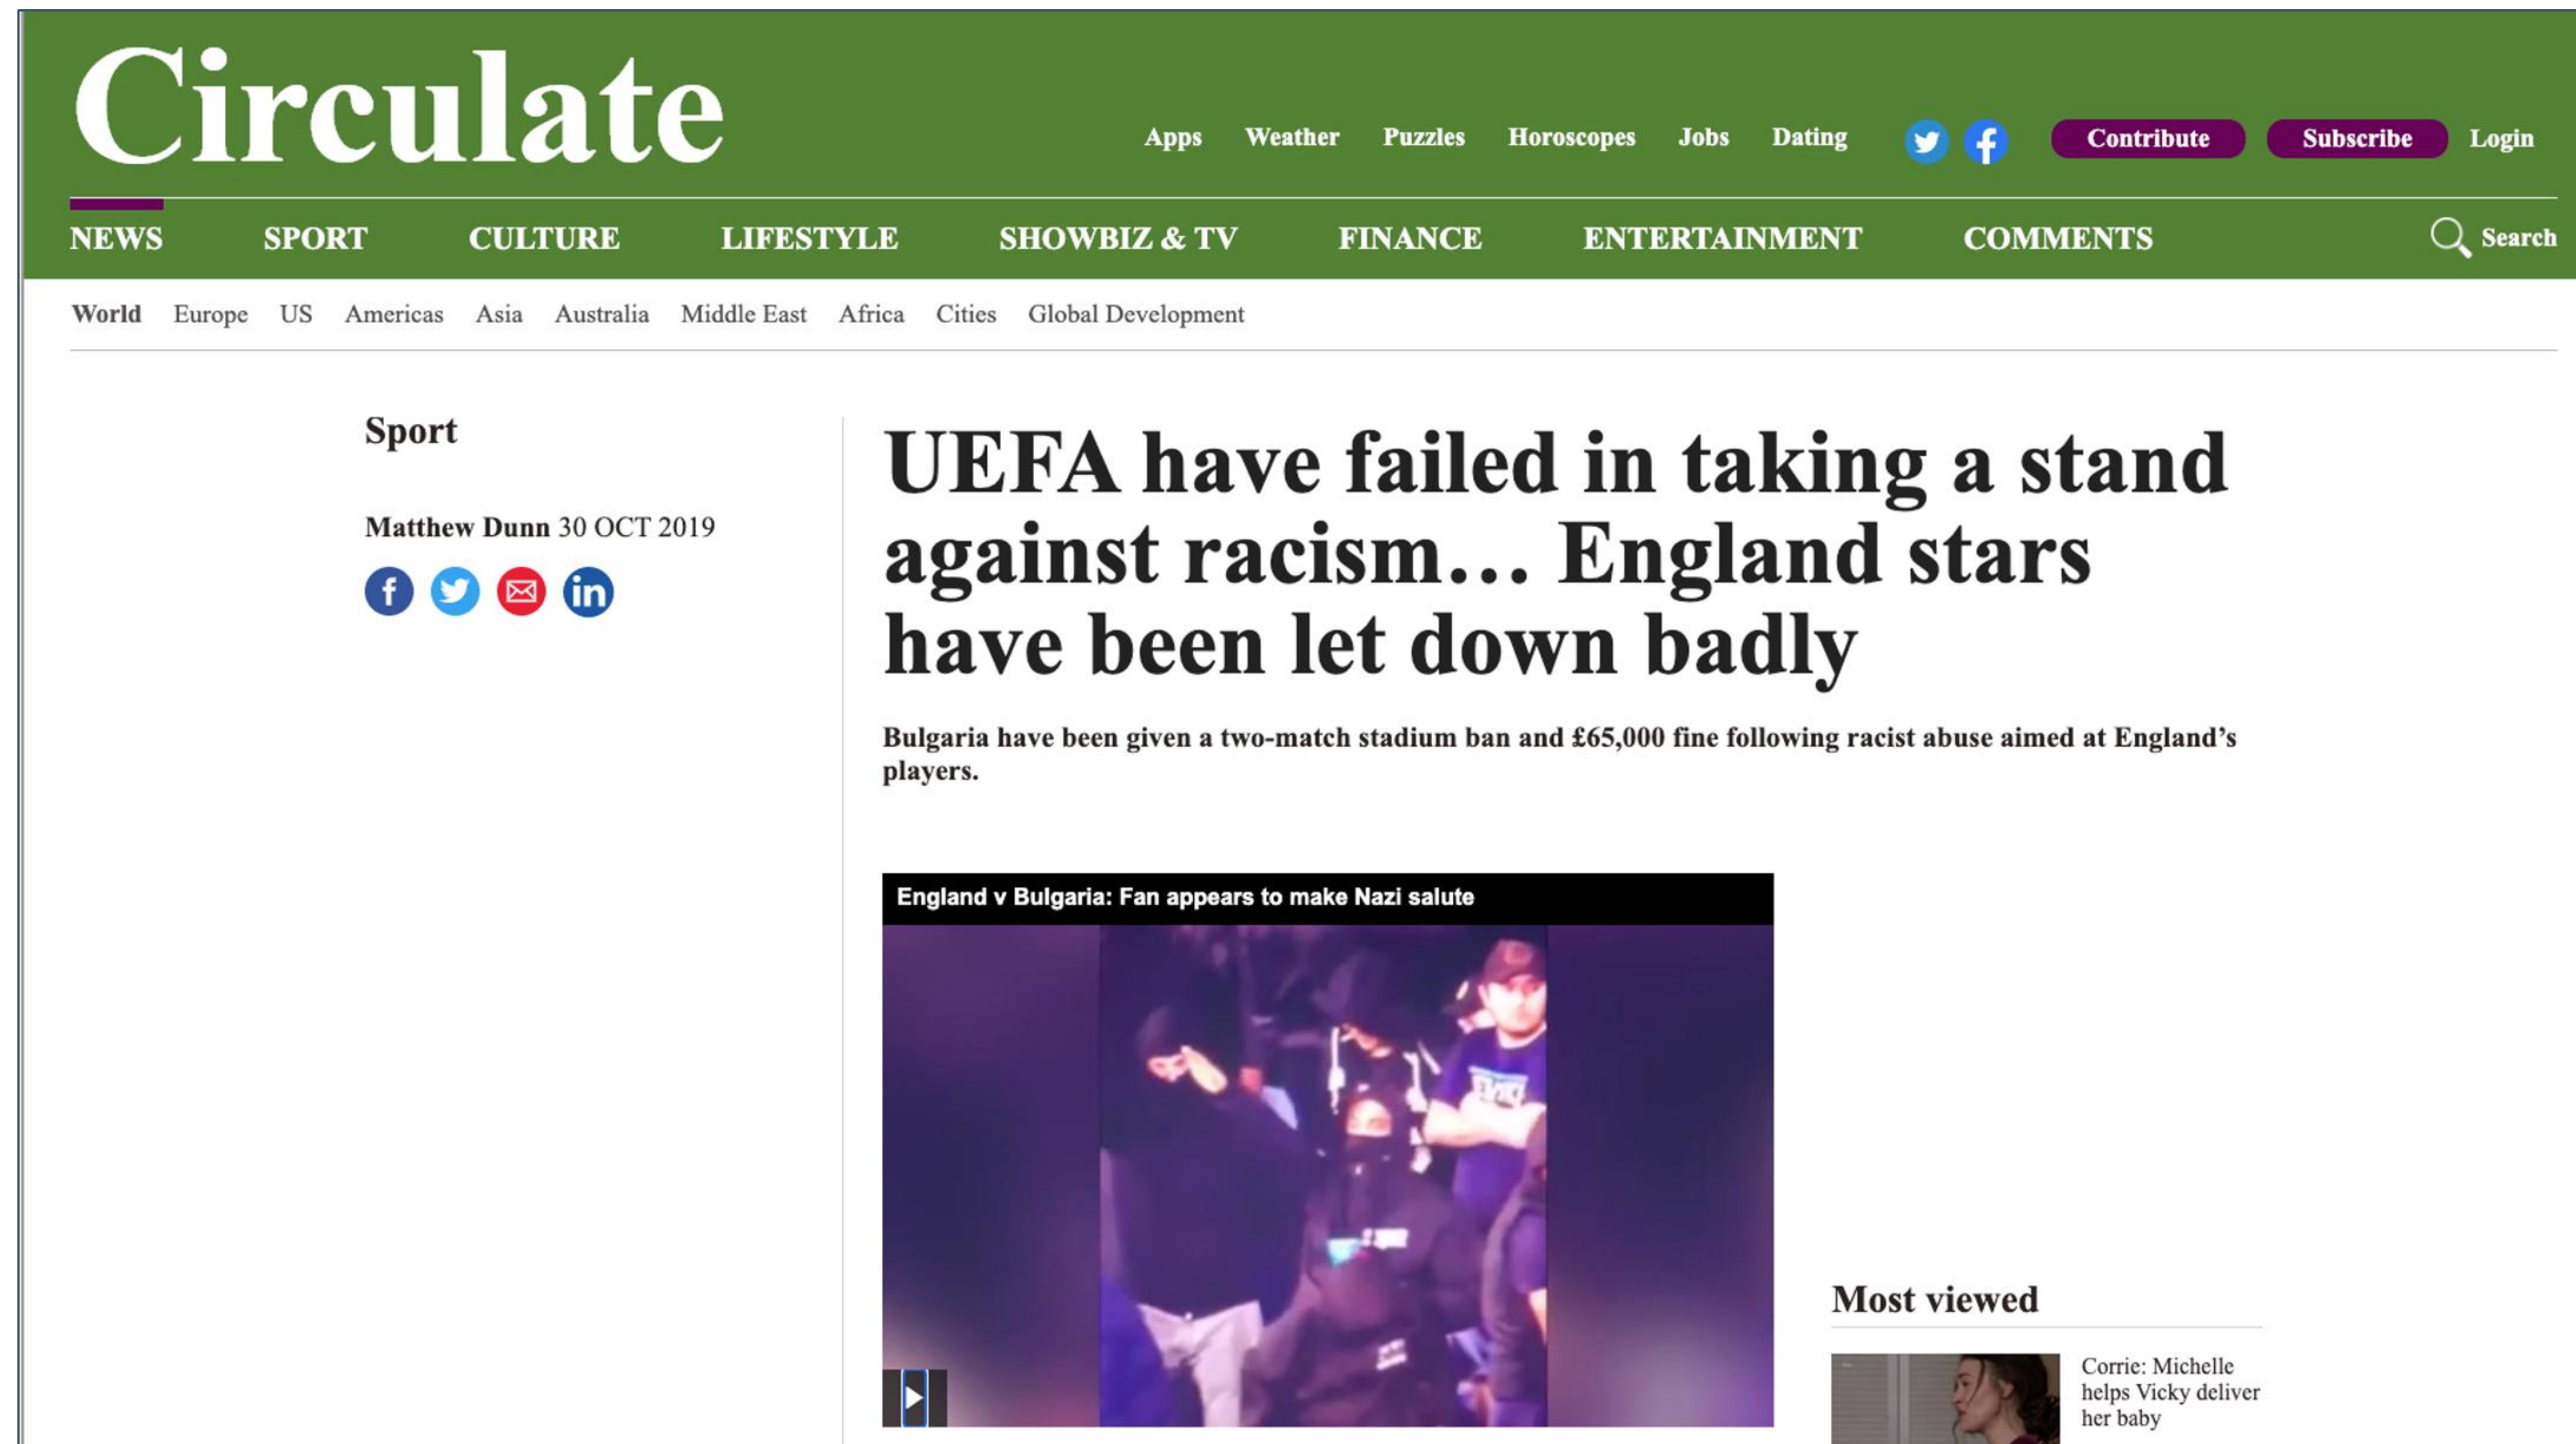 Circulate
Apps Weather Puzzles Horoscopes Jobs Dating Contribute Subscribe Login
NEWS SPORT CULTURE LIFESTYLE SHOWBIZ & TV FINANCE ENTERTAINMENT COMMENTS Search
World Europe US Americas Asia Australia Middle East Africa Cities Global Development
Sport
Matthew Dunn 30 OCT 2019
UEFA have failed in taking a stand
against racism... England stars
have been let down badly
Bulgaria have been given a two-match stadium ban and £65,000 fine following racist abuse aimed at England’s
players.
England v Bulgaria: Fan appears to make Nazi salute
Most viewed
Corrie: Michelle
helps Vicky deliver
her baby